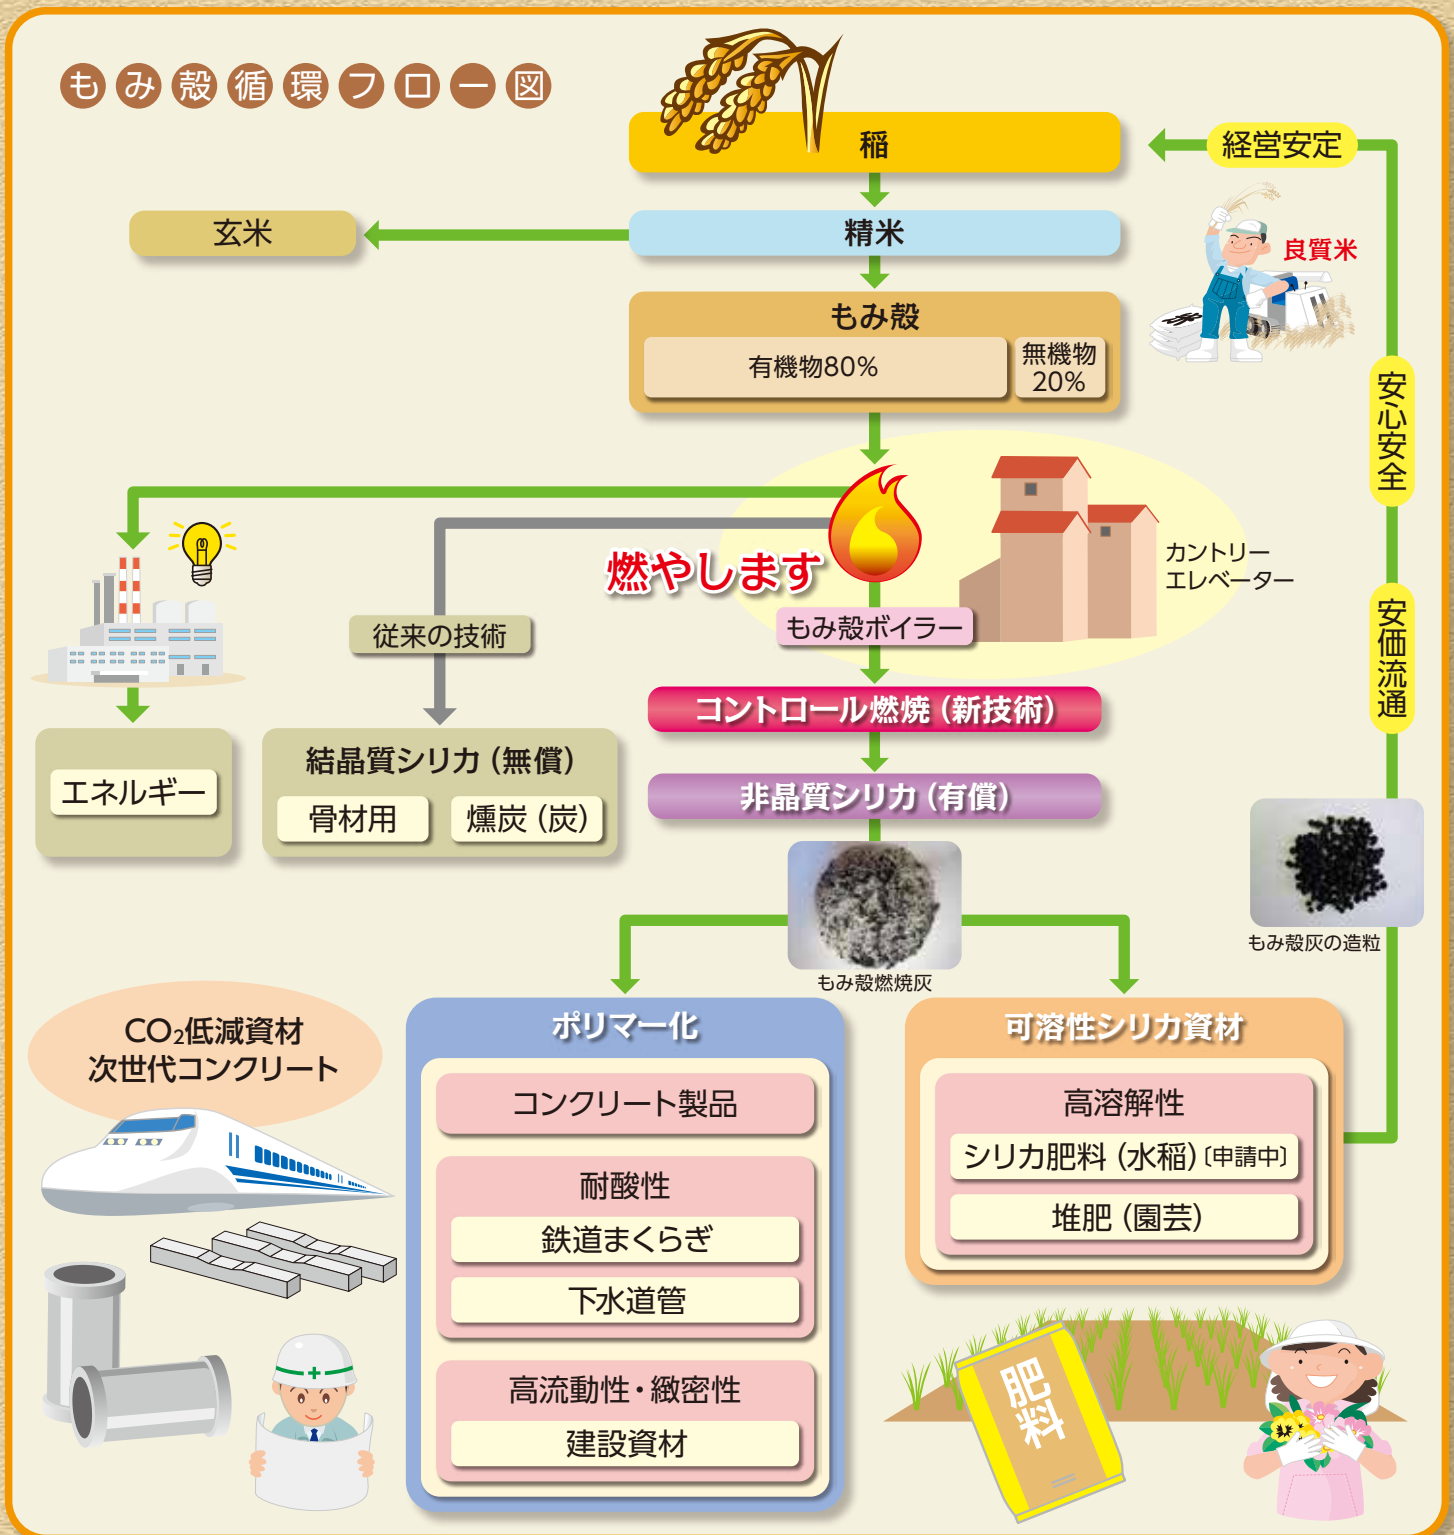 もみ殻循環フロー図
稲
経営安定
玄米
精米
良質米
もみ殻
有機物80%
無機物
20%
安心安全
燃やします
カントリー
エレベーター
従来の技術
もみ殻ボイラー
安価流通
コントロール燃焼（新技術）
エネルギー
結晶質シリカ（無償）
骨材用
燻炭（炭）
非晶質シリカ（有償）
もみ殻燃焼灰
もみ殻灰の造粒
CO₂低減資材
次世代コンクリート
ポリマー化
コンクリート製品
耐酸性
鉄道まくらぎ
下水道管
高流動性・緻密性
建設資材
可溶性シリカ資材
高溶解性
シリカ肥料（水稲）〔申請中〕
堆肥（園芸）
肥料